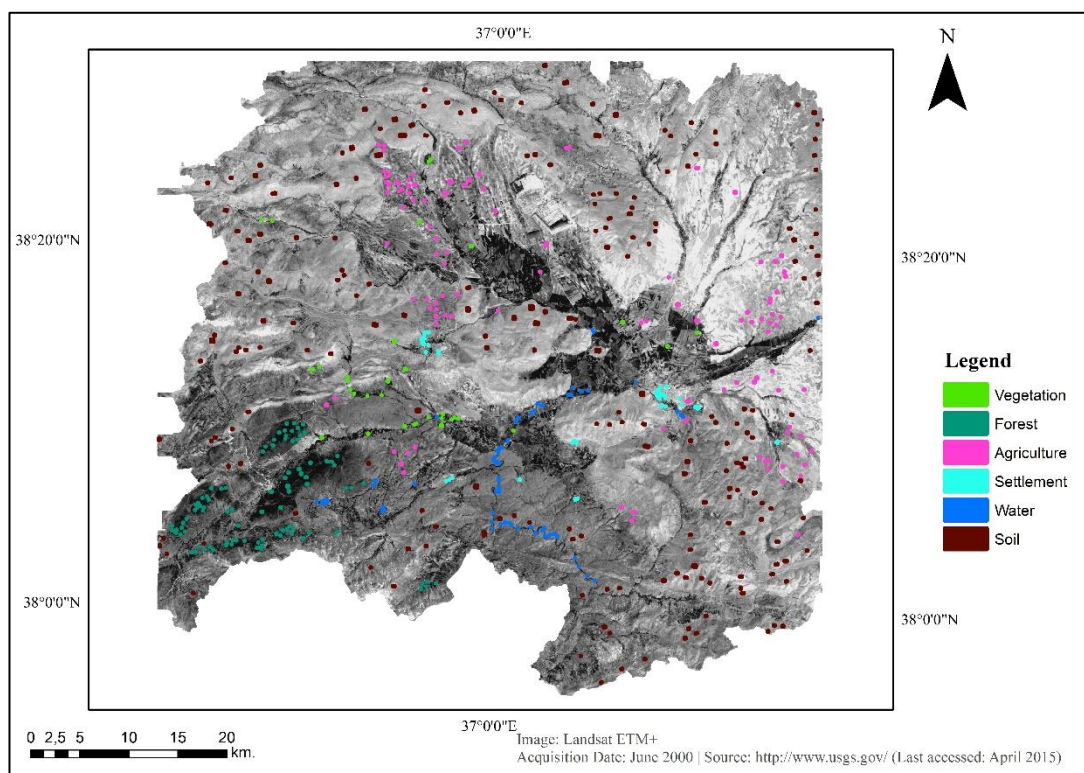 37°0'0"E
N
38°20'0"N
38°20'0"N
Legend
Vegetation
Forest
Agriculture
Settlement
Water
Soil
38°0'0"N
38°0'0"N
37°0'0"E
0 2,5 5 10 15 20
km.
Image: Landsat ETM+
Acquisition Date: June 2000 | Source: http://www.usgs.gov/ (Last accessed: April 2015)